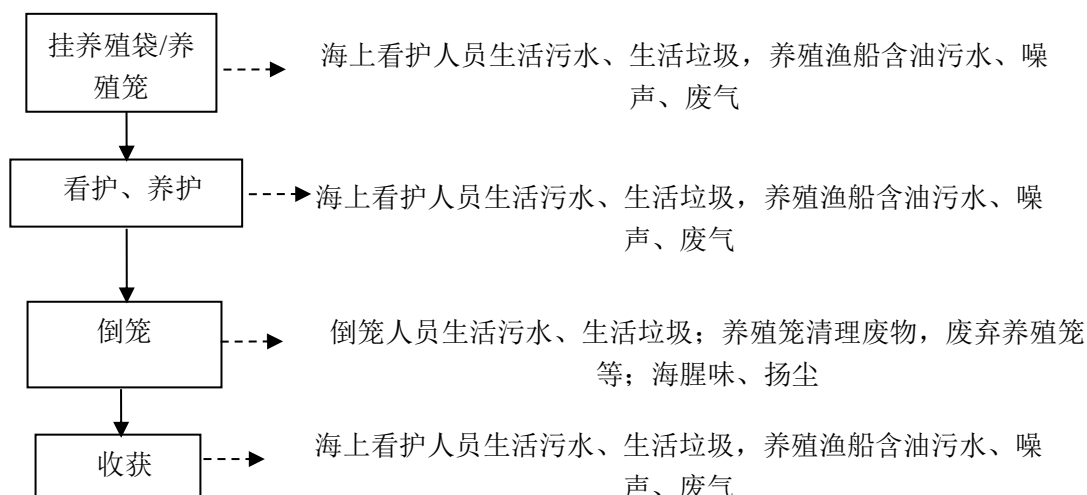 挂养殖袋/养
殖笼
海上看护人员生活污水、生活垃圾，养殖渔船含油污水、噪
声、废气
看护、养护
海上看护人员生活污水、生活垃圾，养殖渔船含油污水、噪
声、废气
倒笼
倒笼人员生活污水、生活垃圾；养殖笼清理废物，废弃养殖笼
等；海腥味、扬尘
收获
海上看护人员生活污水、生活垃圾，养殖渔船含油污水、噪
声、废气